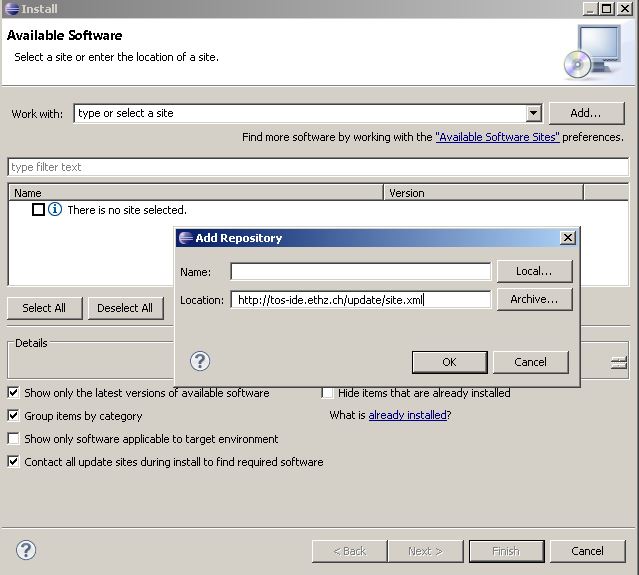 Install
Available Software
Select a site or enter the location of a site.
Work with: type or select a site Add...
Find more software by working with the "Available Software Sites" preferences.
type filter text
Name Version
There is no site selected.
Add Repository
Name: Local...
Location: http://tos-ide.ethz.ch/update/site.xml Archive...
OK Cancel
Select All Deselect All
Details
Show only the latest versions of available software Hide items that are already installed
Group items by category What is already installed?
Show only software applicable to target environment
Contact all update sites during install to find required software
< Back Next > Finish Cancel